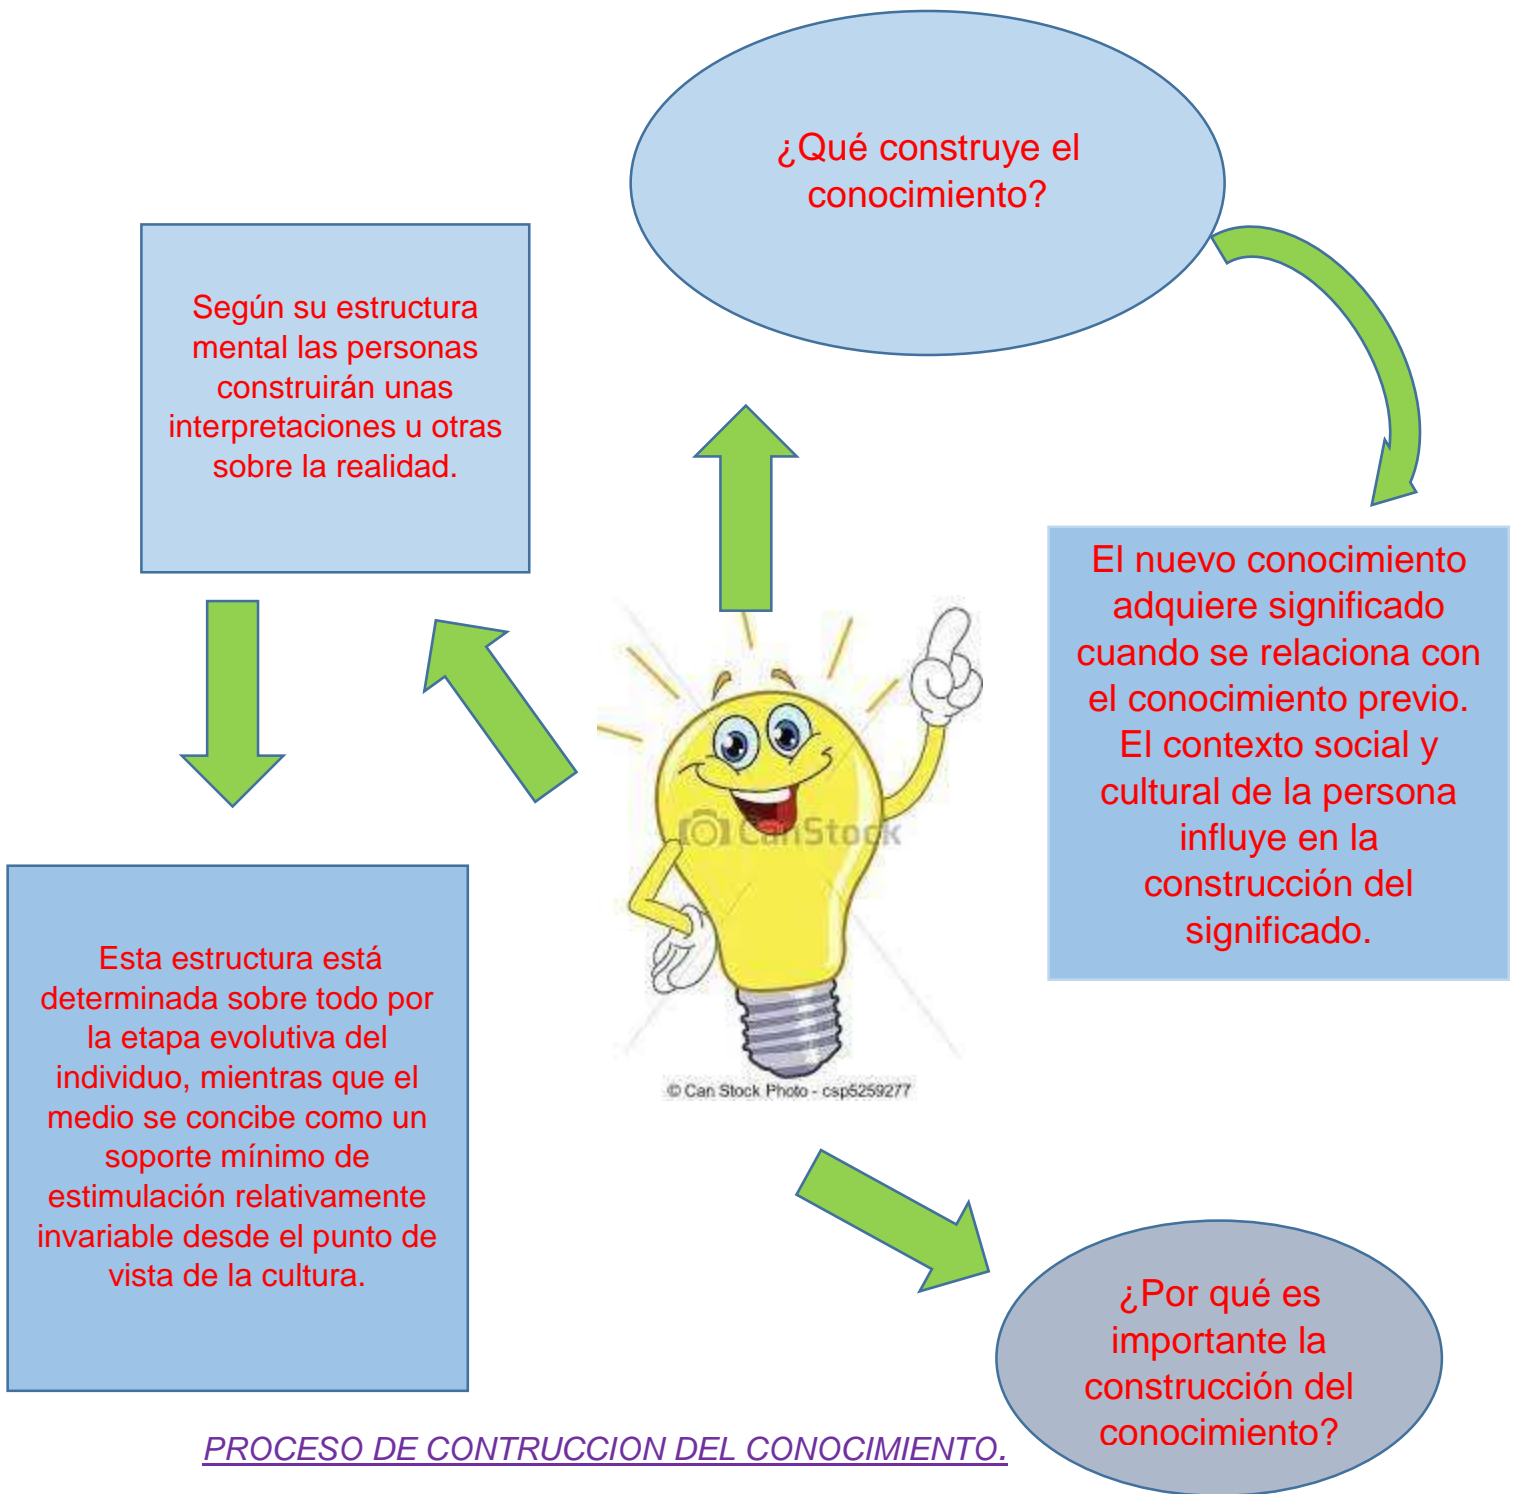 ¿Qué construye el
conocimiento?
Según su estructura
mental las personas
construirán unas
interpretaciones u otras
sobre la realidad.
El nuevo conocimiento
adquiere significado
cuando se relaciona con
el conocimiento previo.
El contexto social y
cultural de la persona
influye en la
construcción del
significado.
CanStock
© Can Stock Photo - csp5259277
Esta estructura está
determinada sobre todo por
la etapa evolutiva del
individuo, mientras que el
medio se concibe como un
soporte mínimo de
estimulación relativamente
invariable desde el punto de
vista de la cultura.
¿Por qué es
importante la
construcción del
conocimiento?
PROCESO DE CONTRUCCION DEL CONOCIMIENTO.